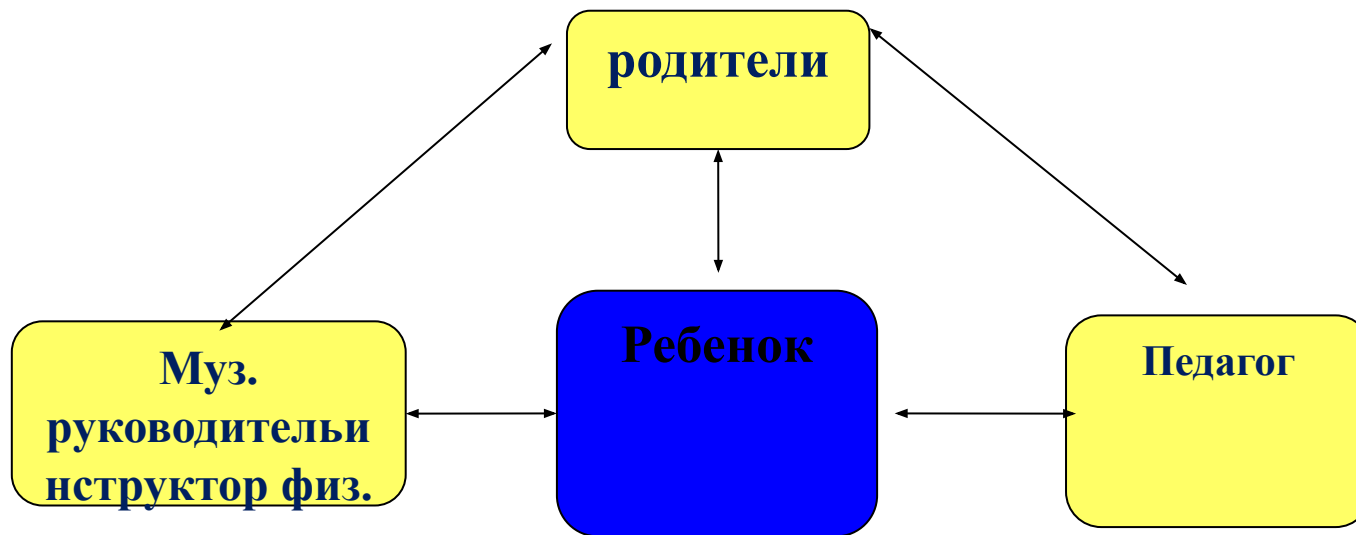 родители
Ребенок
Муз.
руководительи
нструктор физ.
Педагог